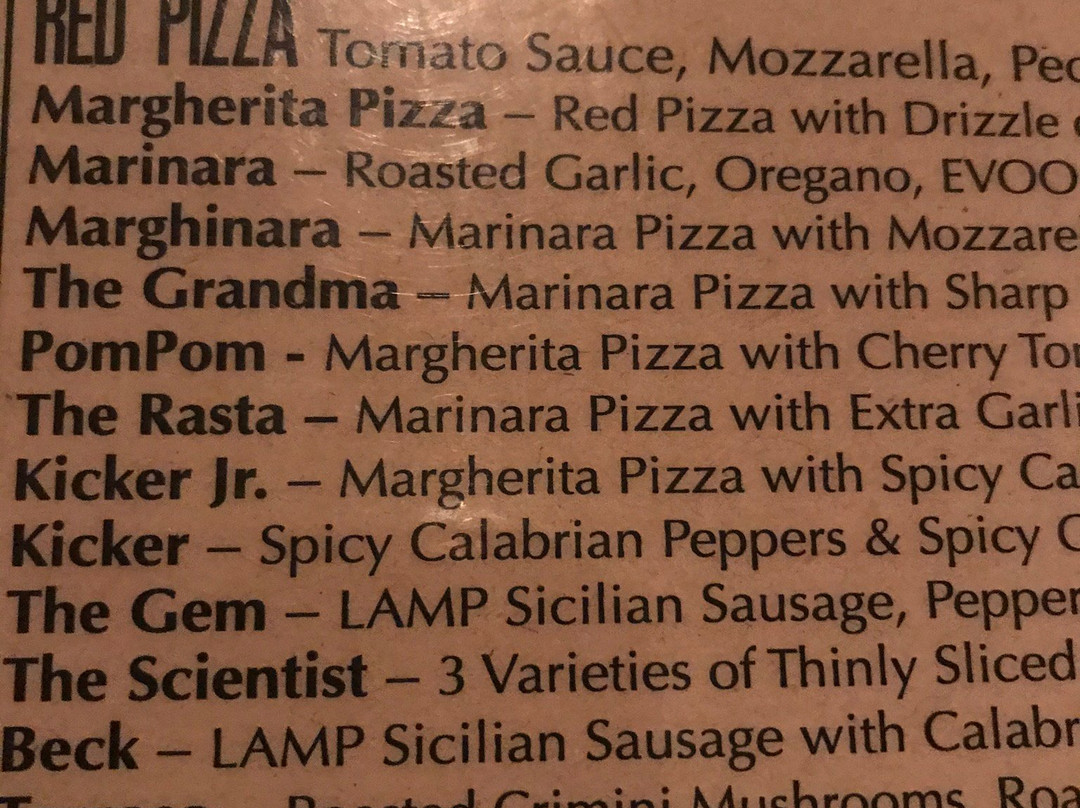 RED PIZZA Tomato Sauce, Mozzarella,
Margherita Pizza – Red Pizza with Drizzle
Marinara – Roasted Garlic, Oregano, EVOO
Marghinara – Marinara Pizza with
The Grandma – Marinara Pizza with Sharp
PomPom - Margherita Pizza with Cherry
The Rasta – Marinara Pizza with Extra
Kicker Jr. – Margherita Pizza with Spicy
Kicker – Spicy Calabrian Peppers & Spicy
The Gem – LAMP Sicilian Sausage,
The Scientist – 3 Varieties of Thinly Sliced
Beck – LAMP Sicilian Sausage with
Roasted Crimini Mushrooms,